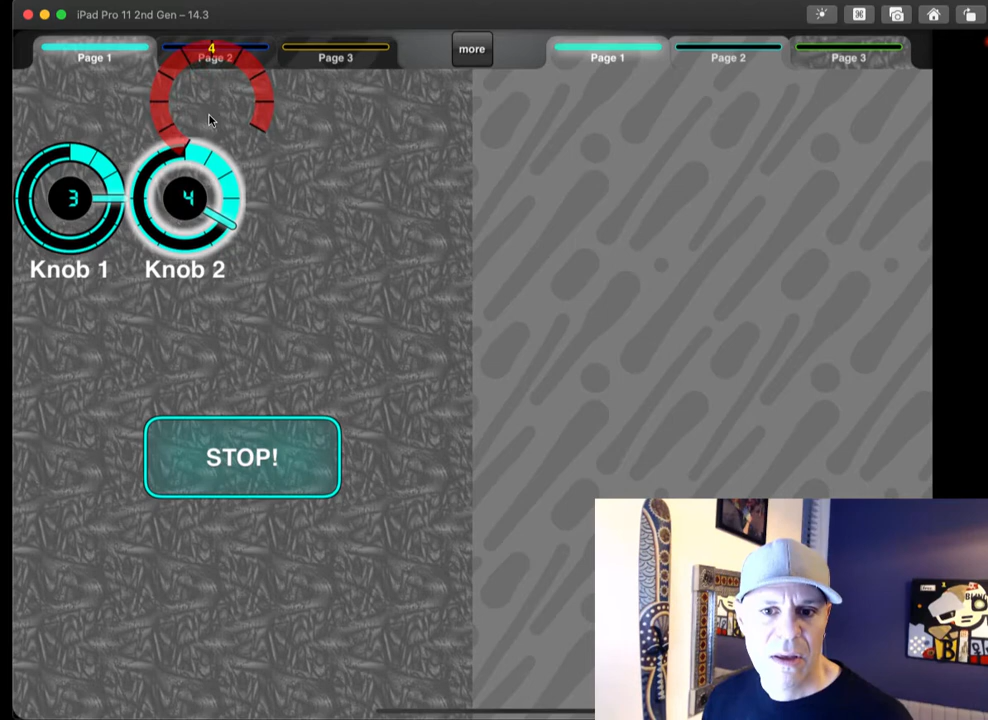 iPad Pro 11 2nd Gen – 14.3
4
Page 1
Page 2
Page 3
more
Page 1
Page 2
Page 3
3
4
Knob 1
Knob 2
STOP!